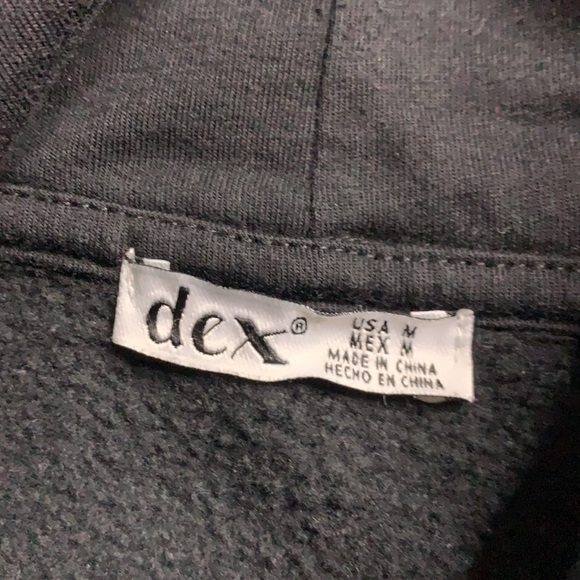 dex®
USA M
MEX M
MADE IN CHINA
HECHO EN CHINA